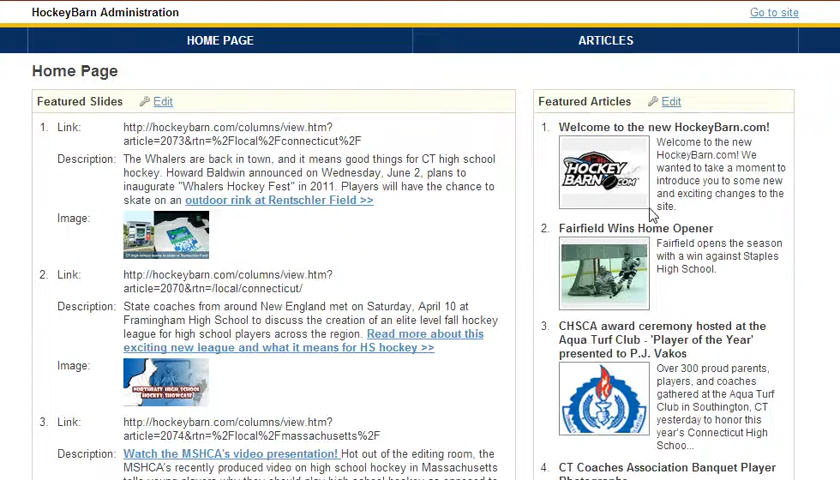 HockeyBarn Administration
Go to site
HOME PAGE
ARTICLES
Home Page
Featured Slides
Edit
1.
Link:
http://hockeybarn.com/columns/view.htm?
article=2073&rtn=%2Flocal%2Fconnecticut%2F
Description:
The Whalers are back in town, and it means good things for CT high school
hockey. Howard Baldwin announced on Wednesday, June 2, plans to
inaugurate "Whalers Hockey Fest" in 2011. Players will have the chance to
skate on an outdoor rink at Rentschler Field >>
Image:
2.
Link:
http://hockeybarn.com/columns/view.htm?
article=2070&rtn=/local/connecticut/
Description:
State coaches from around New England met on Saturday, April 10 at
Framingham High School to discuss the creation of an elite level fall hockey
league for high school players across the region. Read more about this
exciting new league and what it means for HS hockey >>
Image:
NORTHEAST HIGH SCHOOL
HOCKEY SHOWCASE
3.
Link:
http://hockeybarn.com/columns/view.htm?
article=2074&rtn=%2Flocal%2Fmassachusetts%2F
Description:
Watch the MSHCA's video presentation! Hot out of the editing room, the
MSHCA's recently produced video on high school hockey in Massachusetts
Featured Articles
Edit
1.
Welcome to the new HockeyBarn.com!
HOCKEY
BARN.COM
Welcome to the new
HockeyBarn.com! We
wanted to take a moment to
introduce you to some new
and exciting changes to the
site.
2.
Fairfield Wins Home Opener
Fairfield opens the season
with a win against Staples
High School.
3.
CHSCA award ceremony hosted at the
Aqua Turf Club - 'Player of the Year'
presented to P.J. Vakos
Over 300 proud parents,
players, and coaches
gathered at the Aqua Turf
Club in Southington, CT
yesterday to honor this
year's Connecticut High
Schoo...
4.
CT Coaches Association Banquet Player